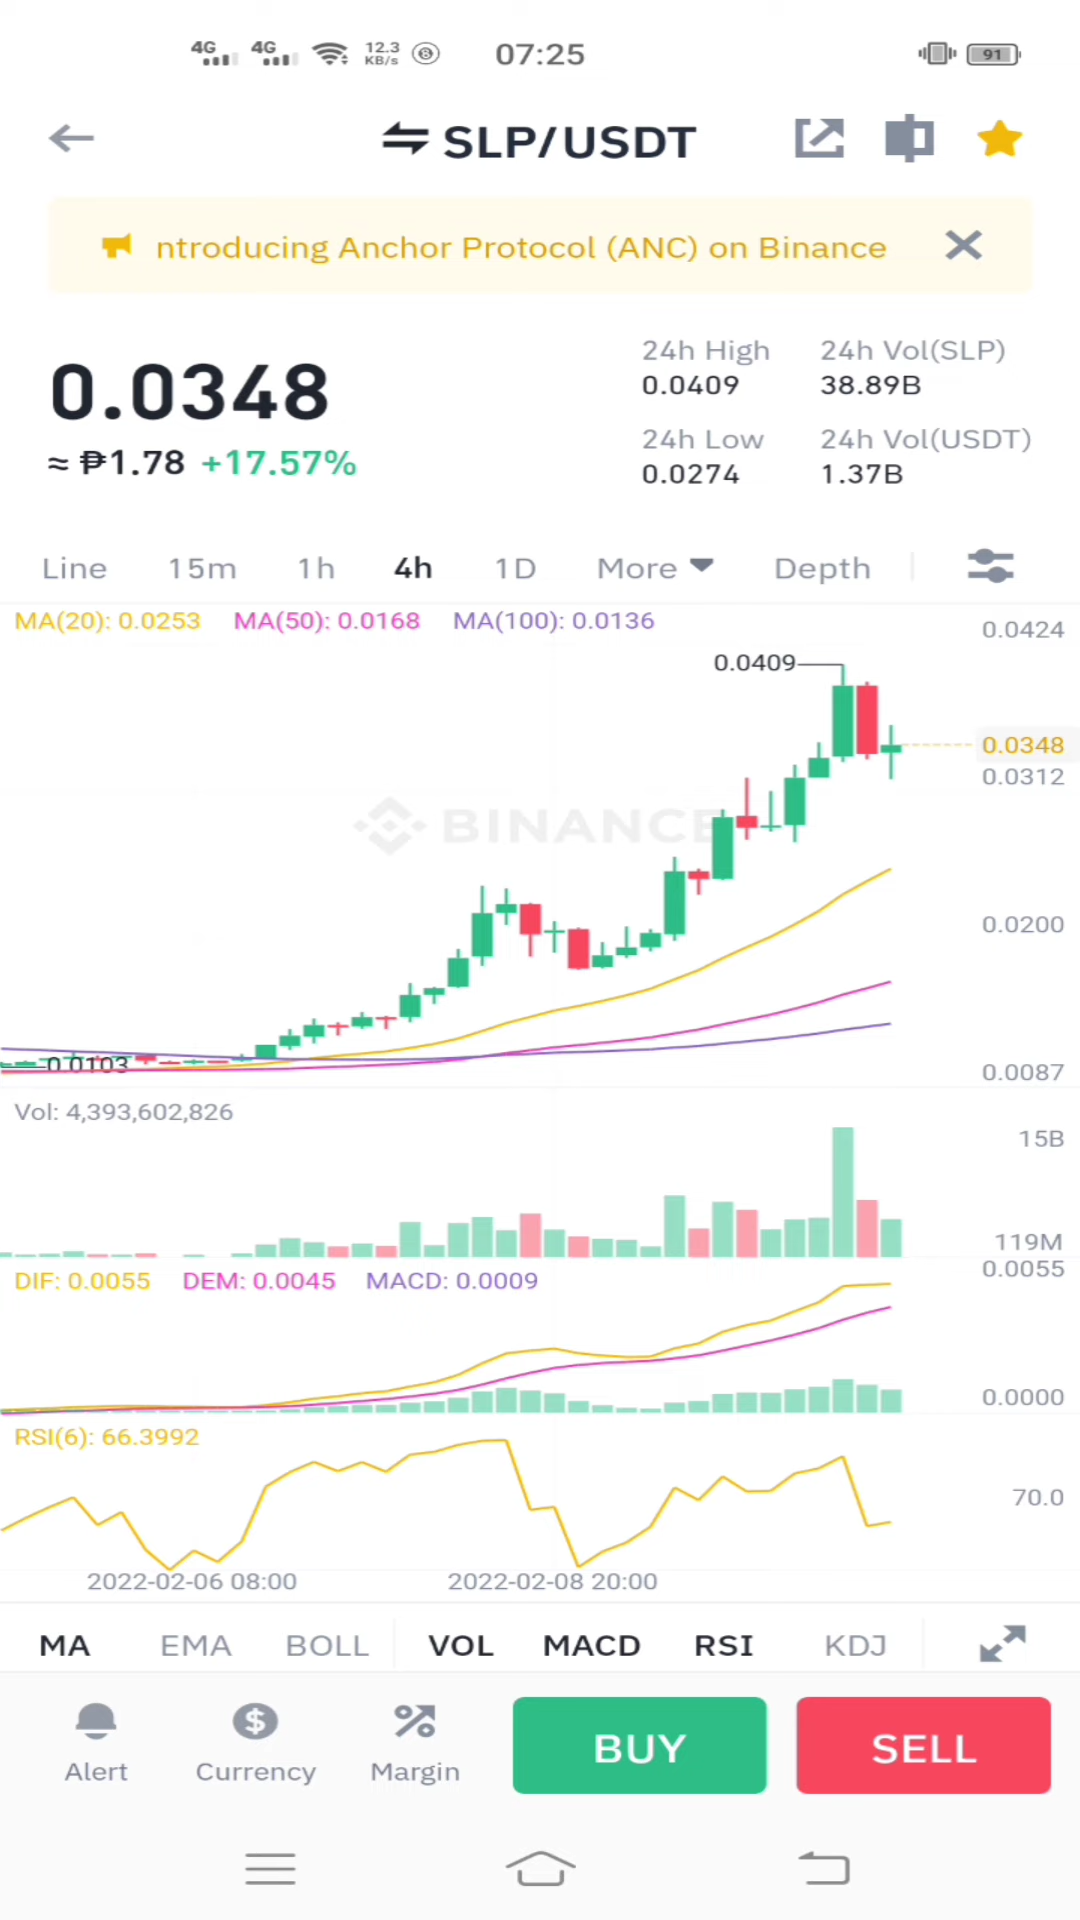 4G 4G 12.3 KB/s 07:25 91
SLP/USDT
ntroducing Anchor Protocol (ANC) on Binance
0.0348
≈ ₱1.78 +17.57%
24h High 24h Vol(SLP)
0.0409 38.89B
24h Low 24h Vol(USDT)
0.0274 1.37B
Line 15m 1h 4h 1D More Depth
MA(20): 0.0253 MA(50): 0.0168 MA(100): 0.0136
0.0424
0.0409
0.0348
0.0312
BINANCE
0.0200
0.0103
0.0087
Vol: 4,393,602,826
15B
119M
0.0055
DIF: 0.0055 DEM: 0.0045 MACD: 0.0009
0.0000
RSI(6): 66.3992
70.0
2022-02-06 08:00 2022-02-08 20:00
MA EMA BOLL VOL MACD RSI KDJ
Alert Currency Margin BUY SELL